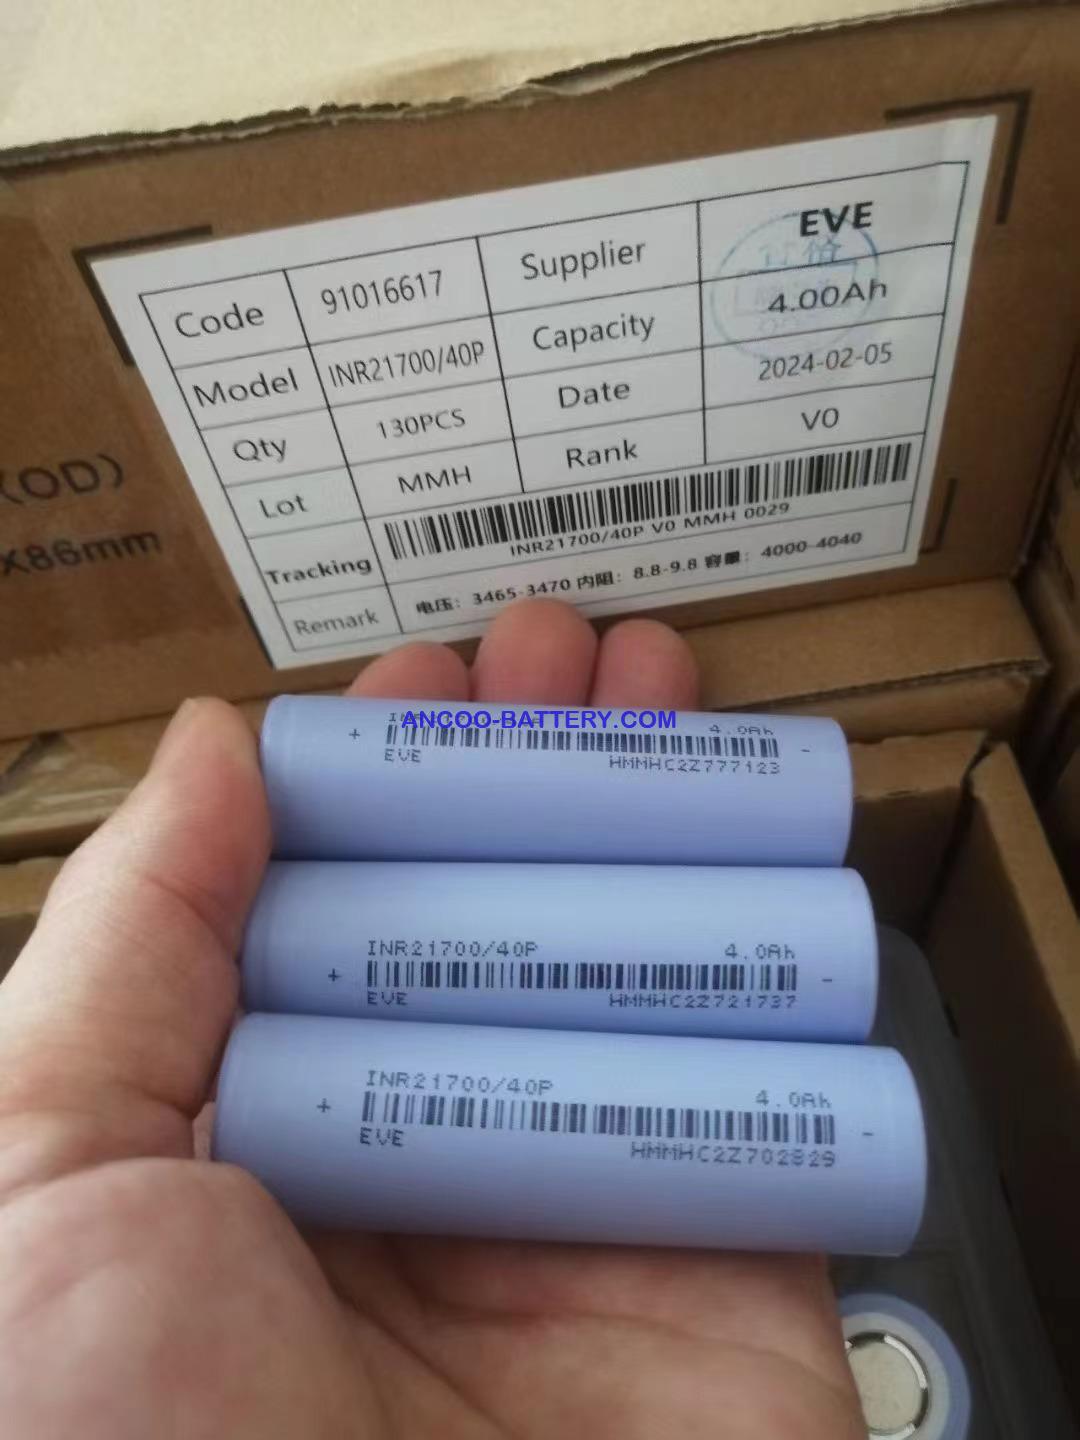 Code 91016617 Supplier EVE
Model INR21700/40P Capacity 4.00Ah
Qty 130PCS Date 2024-02-05
Lot MMH Rank V0
Tracking INR21700/40P V0 MMH 0029
Remark 电压: 3465-3470 内阻: 8.8-9.8 容量: 4000-4040
(OD)
X86mm
ANCOO-BATTERY.COM
4.0Ah
+ -
EVE HMMHC2Z777123
INR21700/40P 4.0Ah
+ -
EVE HMMHC2Z721737
INR21700/40P 4.0Ah
+ -
EVE HMMHC2Z702829